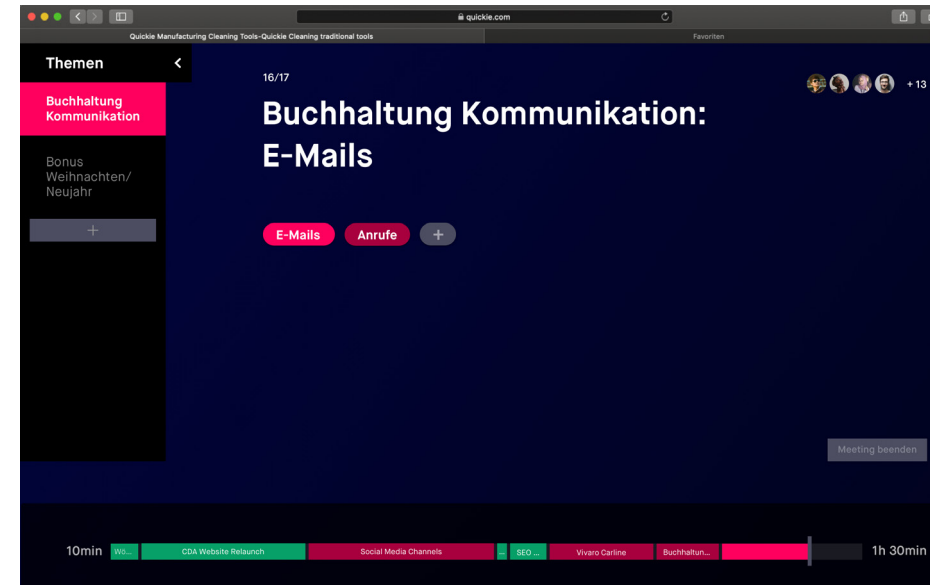 quickie.com
Quickie Manufacturing Cleaning Tools-Quickie Cleaning traditional tools
Favoriten
Themen
Buchhaltung
Kommunikation
Bonus
Weihnachten/
Neujahr
+
16/17
+ 13
Buchhaltung Kommunikation:
E-Mails
E-Mails
Anrufe
+
Meeting beenden
10min
Wö...
CDA Website Relaunch
Social Media Channels
...
SEO ...
Vivaro Carline
Buchhaltun...
1h 30min